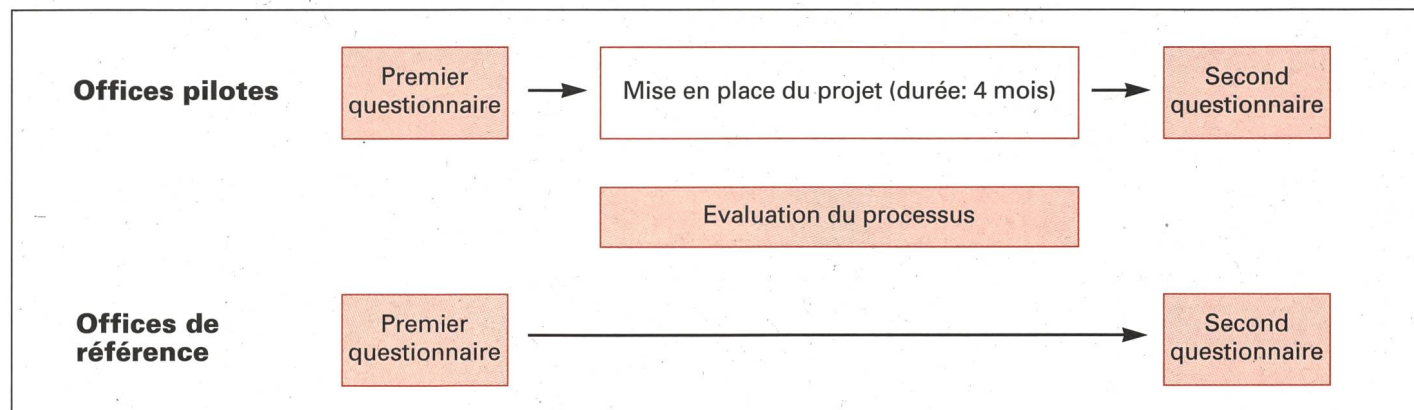 Offices pilotes
Premier
questionnaire
Mise en place du projet (durée: 4 mois)
Second
questionnaire
Evaluation du processus
Offices de
référence
Premier
questionnaire
Second
questionnaire